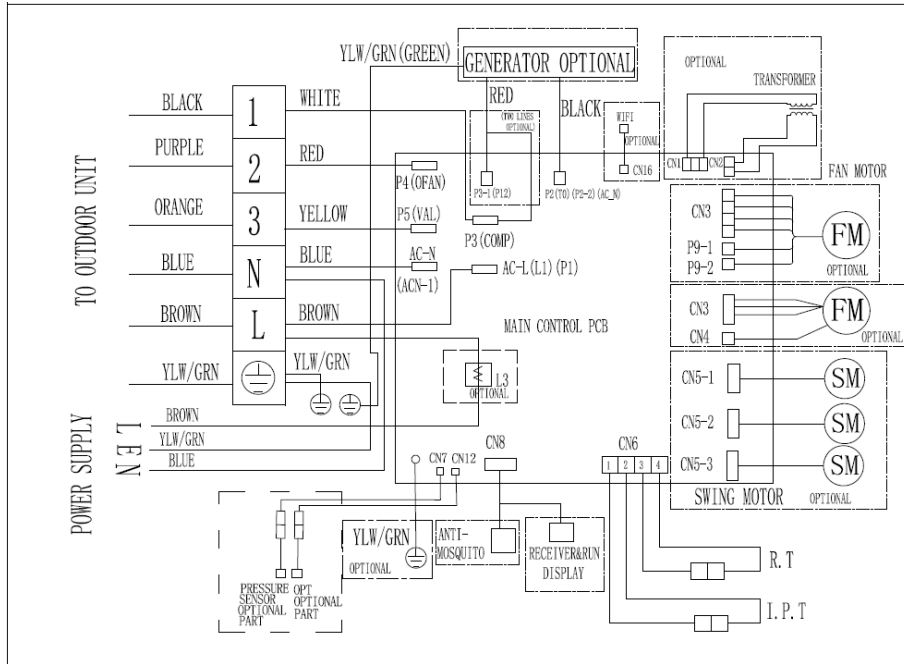 YLW/GRN(GREEN)
GENERATOR OPTIONAL
OPTIONAL
TRANSFORMER
BLACK
1
WHITE
RED
BLACK
(TWO LINES
OPTIONAL)
WIFI
OPTIONAL
CN16
CN1
CN2
PURPLE
2
RED
P4(OFAN)
P3-1(P12)
P2(TO)(P2-2)(AC_N)
FAN MOTOR
TO OUTDOOR UNIT
ORANGE
3
YELLOW
P5(VAL)
P3(COMP)
CN3
P9-1
P9-2
FM
OPTIONAL
BLUE
N
BLUE
AC-N
(ACN-1)
AC-L(L1)(P1)
BROWN
L
BROWN
MAIN CONTROL PCB
CN3
CN4
FM
OPTIONAL
YLW/GRN
YLW/GRN
L3
OPTIONAL
CN5-1
SM
CN5-2
SM
CN5-3
SM
SWING MOTOR
OPTIONAL
POWER SUPPLY
L E N
BROWN
YLW/GRN
BLUE
CN7
CN12
CN8
CN6
1 2 3 4
YLW/GRN
OPTIONAL
ANTI-
MOSQUITO
RECEIVER&RUN
DISPLAY
PRESSURE
SENSOR
OPTIONAL
PART
OPT
OPTIONAL
PART
R.T
I.P.T